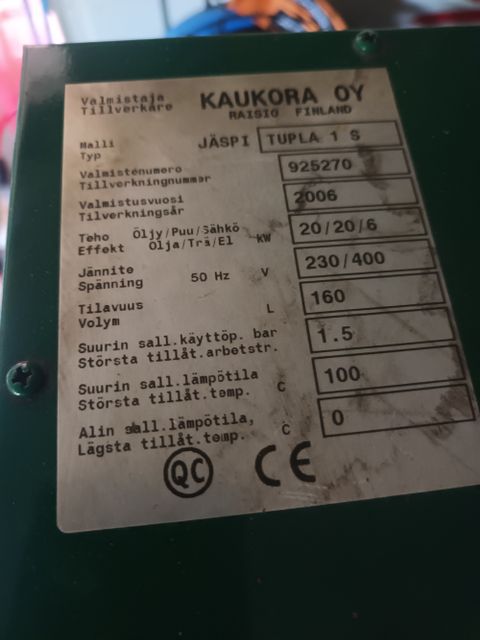 Valmistaja
Tillverkare
KAUKORA OY
RAISIO FINLAND
Malli
Typ
JÄSPI TUPLA 1 S
Valmistenumero
Tillverkningnummer
925270
Valmistusvuosi
Tilverkningsår
2006
Teho Öljy/Puu/Sähkö
Effekt Olja/Trä/El kW
20/20/6
Jännite
Spänning 50 Hz V
230/400
Tilavuus
Volym L
160
Suurin sall.käyttöp. bar
Största tillåt.arbetstr.
1.5
Suurin sall.lämpötila
Största tillåt.temp. C
100
Alin sall.lämpötila,
Lägsta tillåt.temp. C
0
QC CE